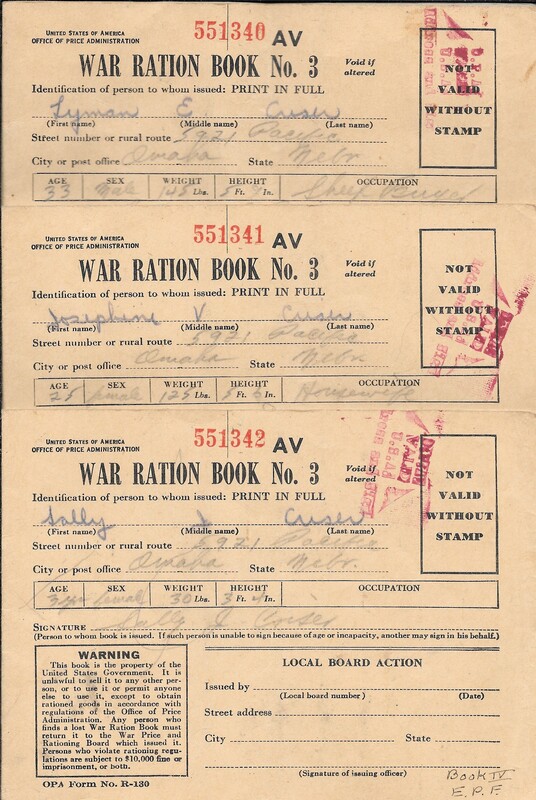 551340 AV
UNITED STATES OF AMERICA
OFFICE OF PRICE ADMINISTRATION
WAR RATION BOOK No. 3
Void if
altered
Identification of person to whom issued: PRINT IN FULL
Lyman E. Cuser
(First name) (Middle name) (Last name)
Street number or rural route 5921 Pacific
City or post office Omaha State Nebr.
AGE SEX WEIGHT HEIGHT OCCUPATION
33 Male 145 Lbs. 5 Ft. In. Sheep Buyer
NOT
VALID
WITHOUT
STAMP
551341 AV
UNITED STATES OF AMERICA
OFFICE OF PRICE ADMINISTRATION
WAR RATION BOOK No. 3
Void if
altered
Identification of person to whom issued: PRINT IN FULL
Josephine V Cuser
(First name) (Middle name) (Last name)
Street number or rural route 5921 Pacific
City or post office Omaha State Nebr
AGE SEX WEIGHT HEIGHT OCCUPATION
25 Female 125 Lbs. 5 Ft. In. Housewife
NOT
VALID
WITHOUT
STAMP
551342 AV
UNITED STATES OF AMERICA
OFFICE OF PRICE ADMINISTRATION
WAR RATION BOOK No. 3
Void if
altered
Identification of person to whom issued: PRINT IN FULL
Sally J Cuser
(First name) (Middle name) (Last name)
Street number or rural route 5921 Pacific
City or post office Omaha State Nebr.
AGE SEX WEIGHT HEIGHT OCCUPATION
Female 30 Lbs. 3 Ft. In.
NOT
VALID
WITHOUT
STAMP
SIGNATURE Sally J Cuser
(Person to whom book is issued. If such person is unable to sign because of age or incapacity, another may sign in his behalf.)
WARNING
This book is the property of the
United States Government. It is
unlawful to sell it to any other per-
son, or to use it or permit anyone
else to use it, except to obtain
rationed goods in accordance with
regulations of the Office of Price
Administration. Any person who
finds a lost War Ration Book must
return it to the War Price and
Rationing Board which issued it.
Persons who violate rationing regu-
lations are subject to $10,000 fine or
imprisonment, or both.
OPA Form No. R-130
LOCAL BOARD ACTION
Issued by
(Local board number) (Date)
Street address
City State
(Signature of issuing officer)
Book IV
E. P. F.